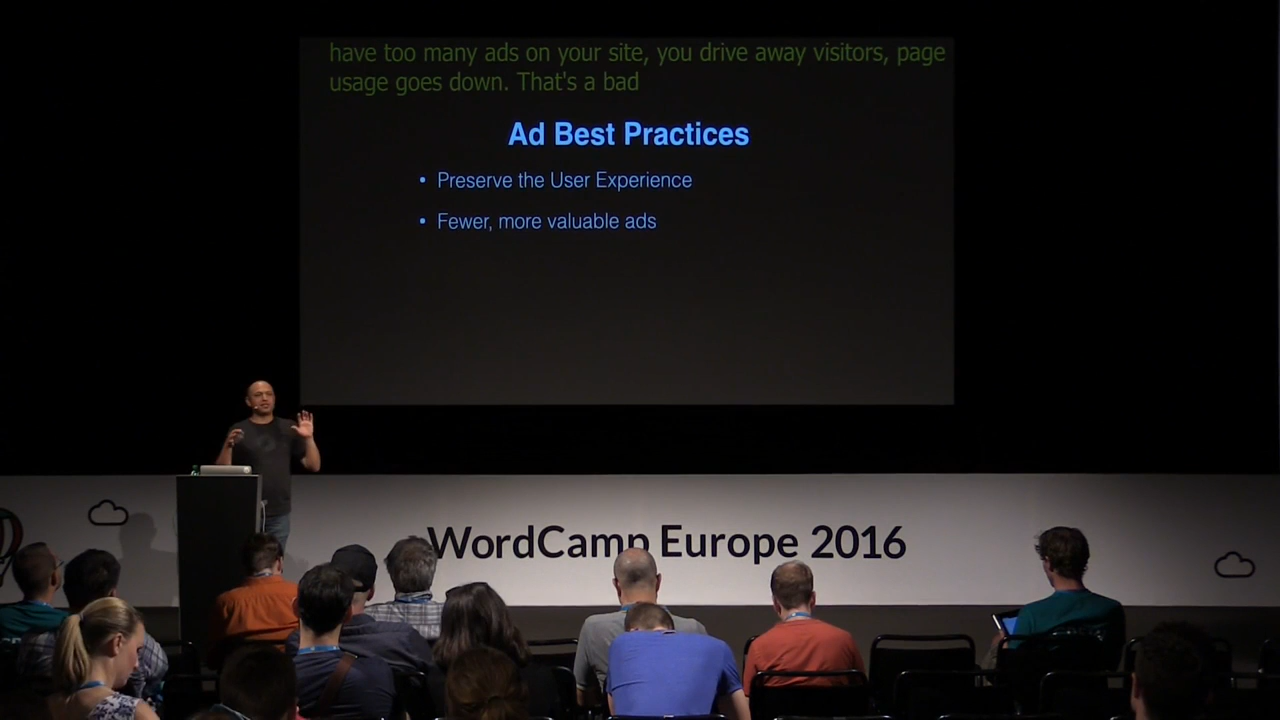 have too many ads on your site, you drive away visitors, page
usage goes down. That's a bad
Ad Best Practices
• Preserve the User Experience
• Fewer, more valuable ads
WordCamp Europe 2016